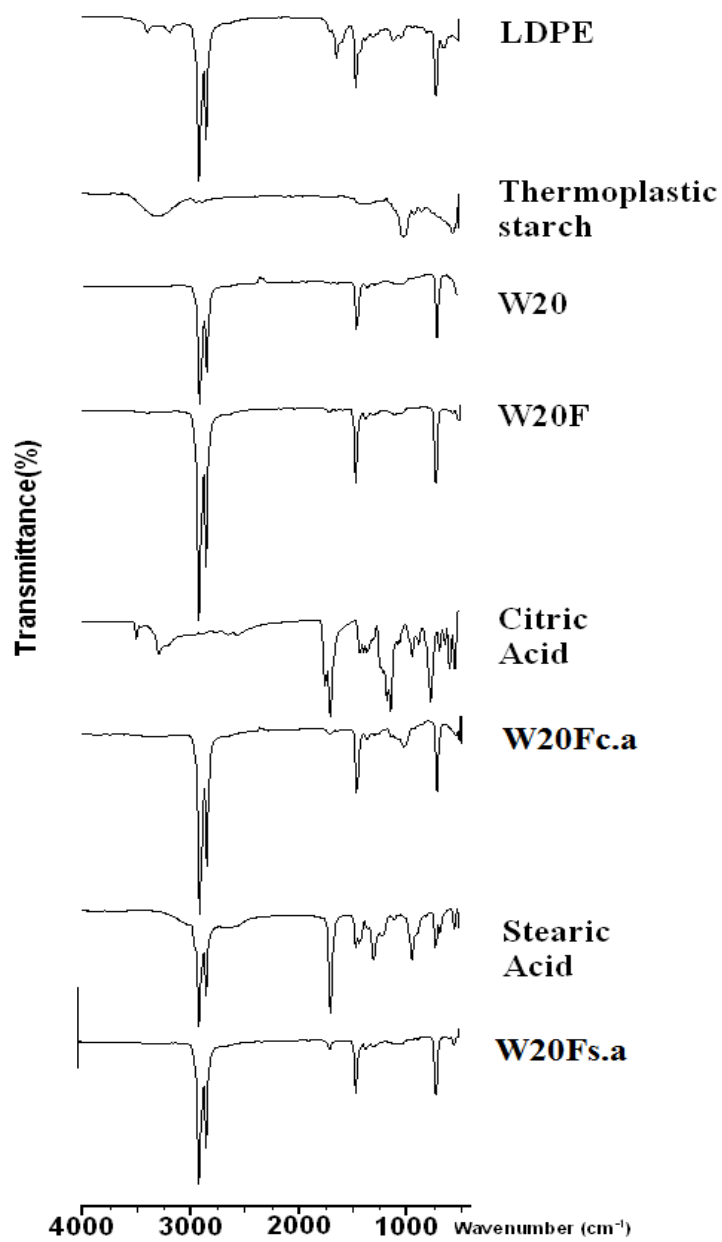 LDPE
Thermoplastic
starch
W20
W20F
Transmittance(%)
Citric
Acid
W20Fc.a
Stearic
Acid
W20Fs.a
4000 3000 2000 1000 Wavenumber (cm⁻¹)